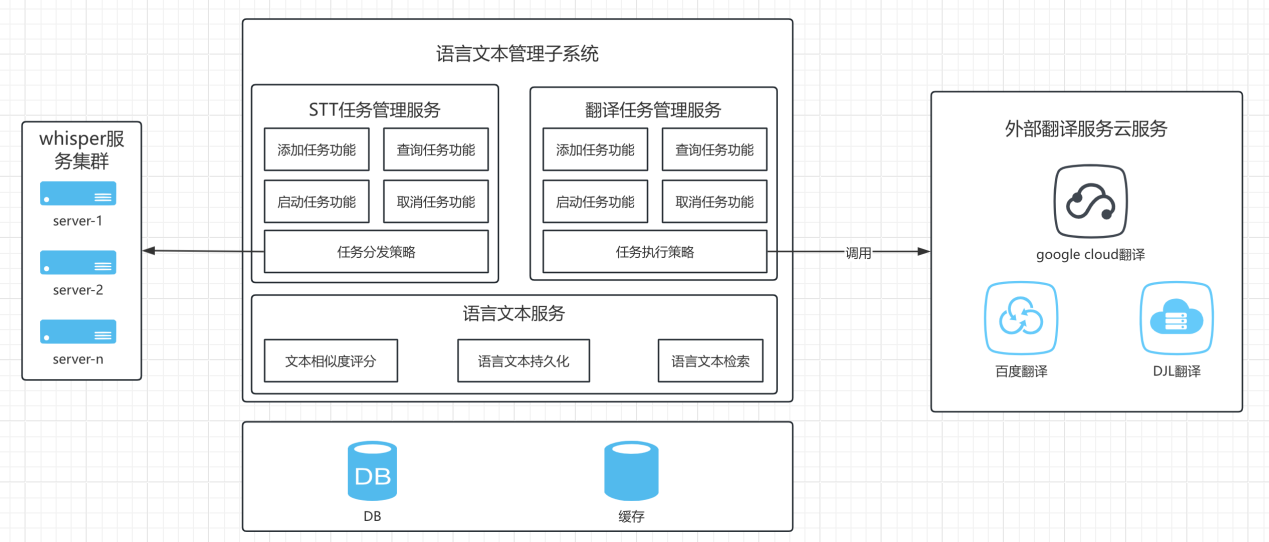 语言文本管理子系统
whisper服
务集群
server-1
server-2
server-n
STT任务管理服务
添加任务功能
查询任务功能
启动任务功能
取消任务功能
任务分发策略
翻译任务管理服务
添加任务功能
查询任务功能
启动任务功能
取消任务功能
任务执行策略
调用
语言文本服务
文本相似度评分
语言文本持久化
语言文本检索
外部翻译服务云服务
google cloud翻译
百度翻译
DJL翻译
DB
DB
缓存